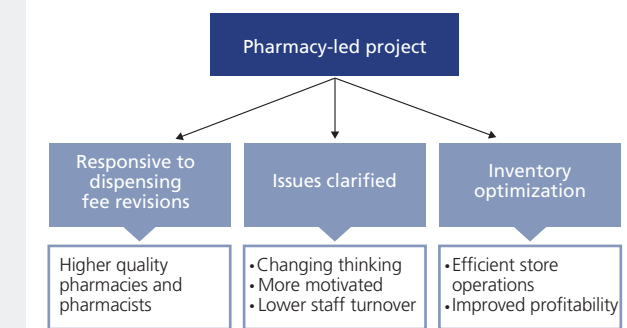 Pharmacy-led project
Responsive to
dispensing
fee revisions
Issues clarified
Inventory
optimization
Higher quality
pharmacies and
pharmacists
•Changing thinking
•More motivated
•Lower staff turnover
•Efficient store
operations
•Improved profitability